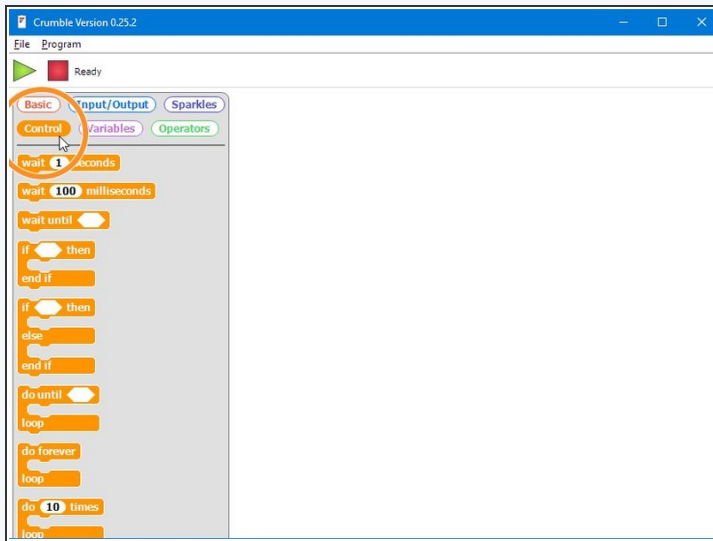 Crumble Version 0.25.2
File Program
Ready
Basic Input/Output Sparkles
Control Variables Operators
wait 1 seconds
wait 100 milliseconds
wait until
if then
end if
if then
else
end if
do until
loop
do forever
loop
do 10 times
loop